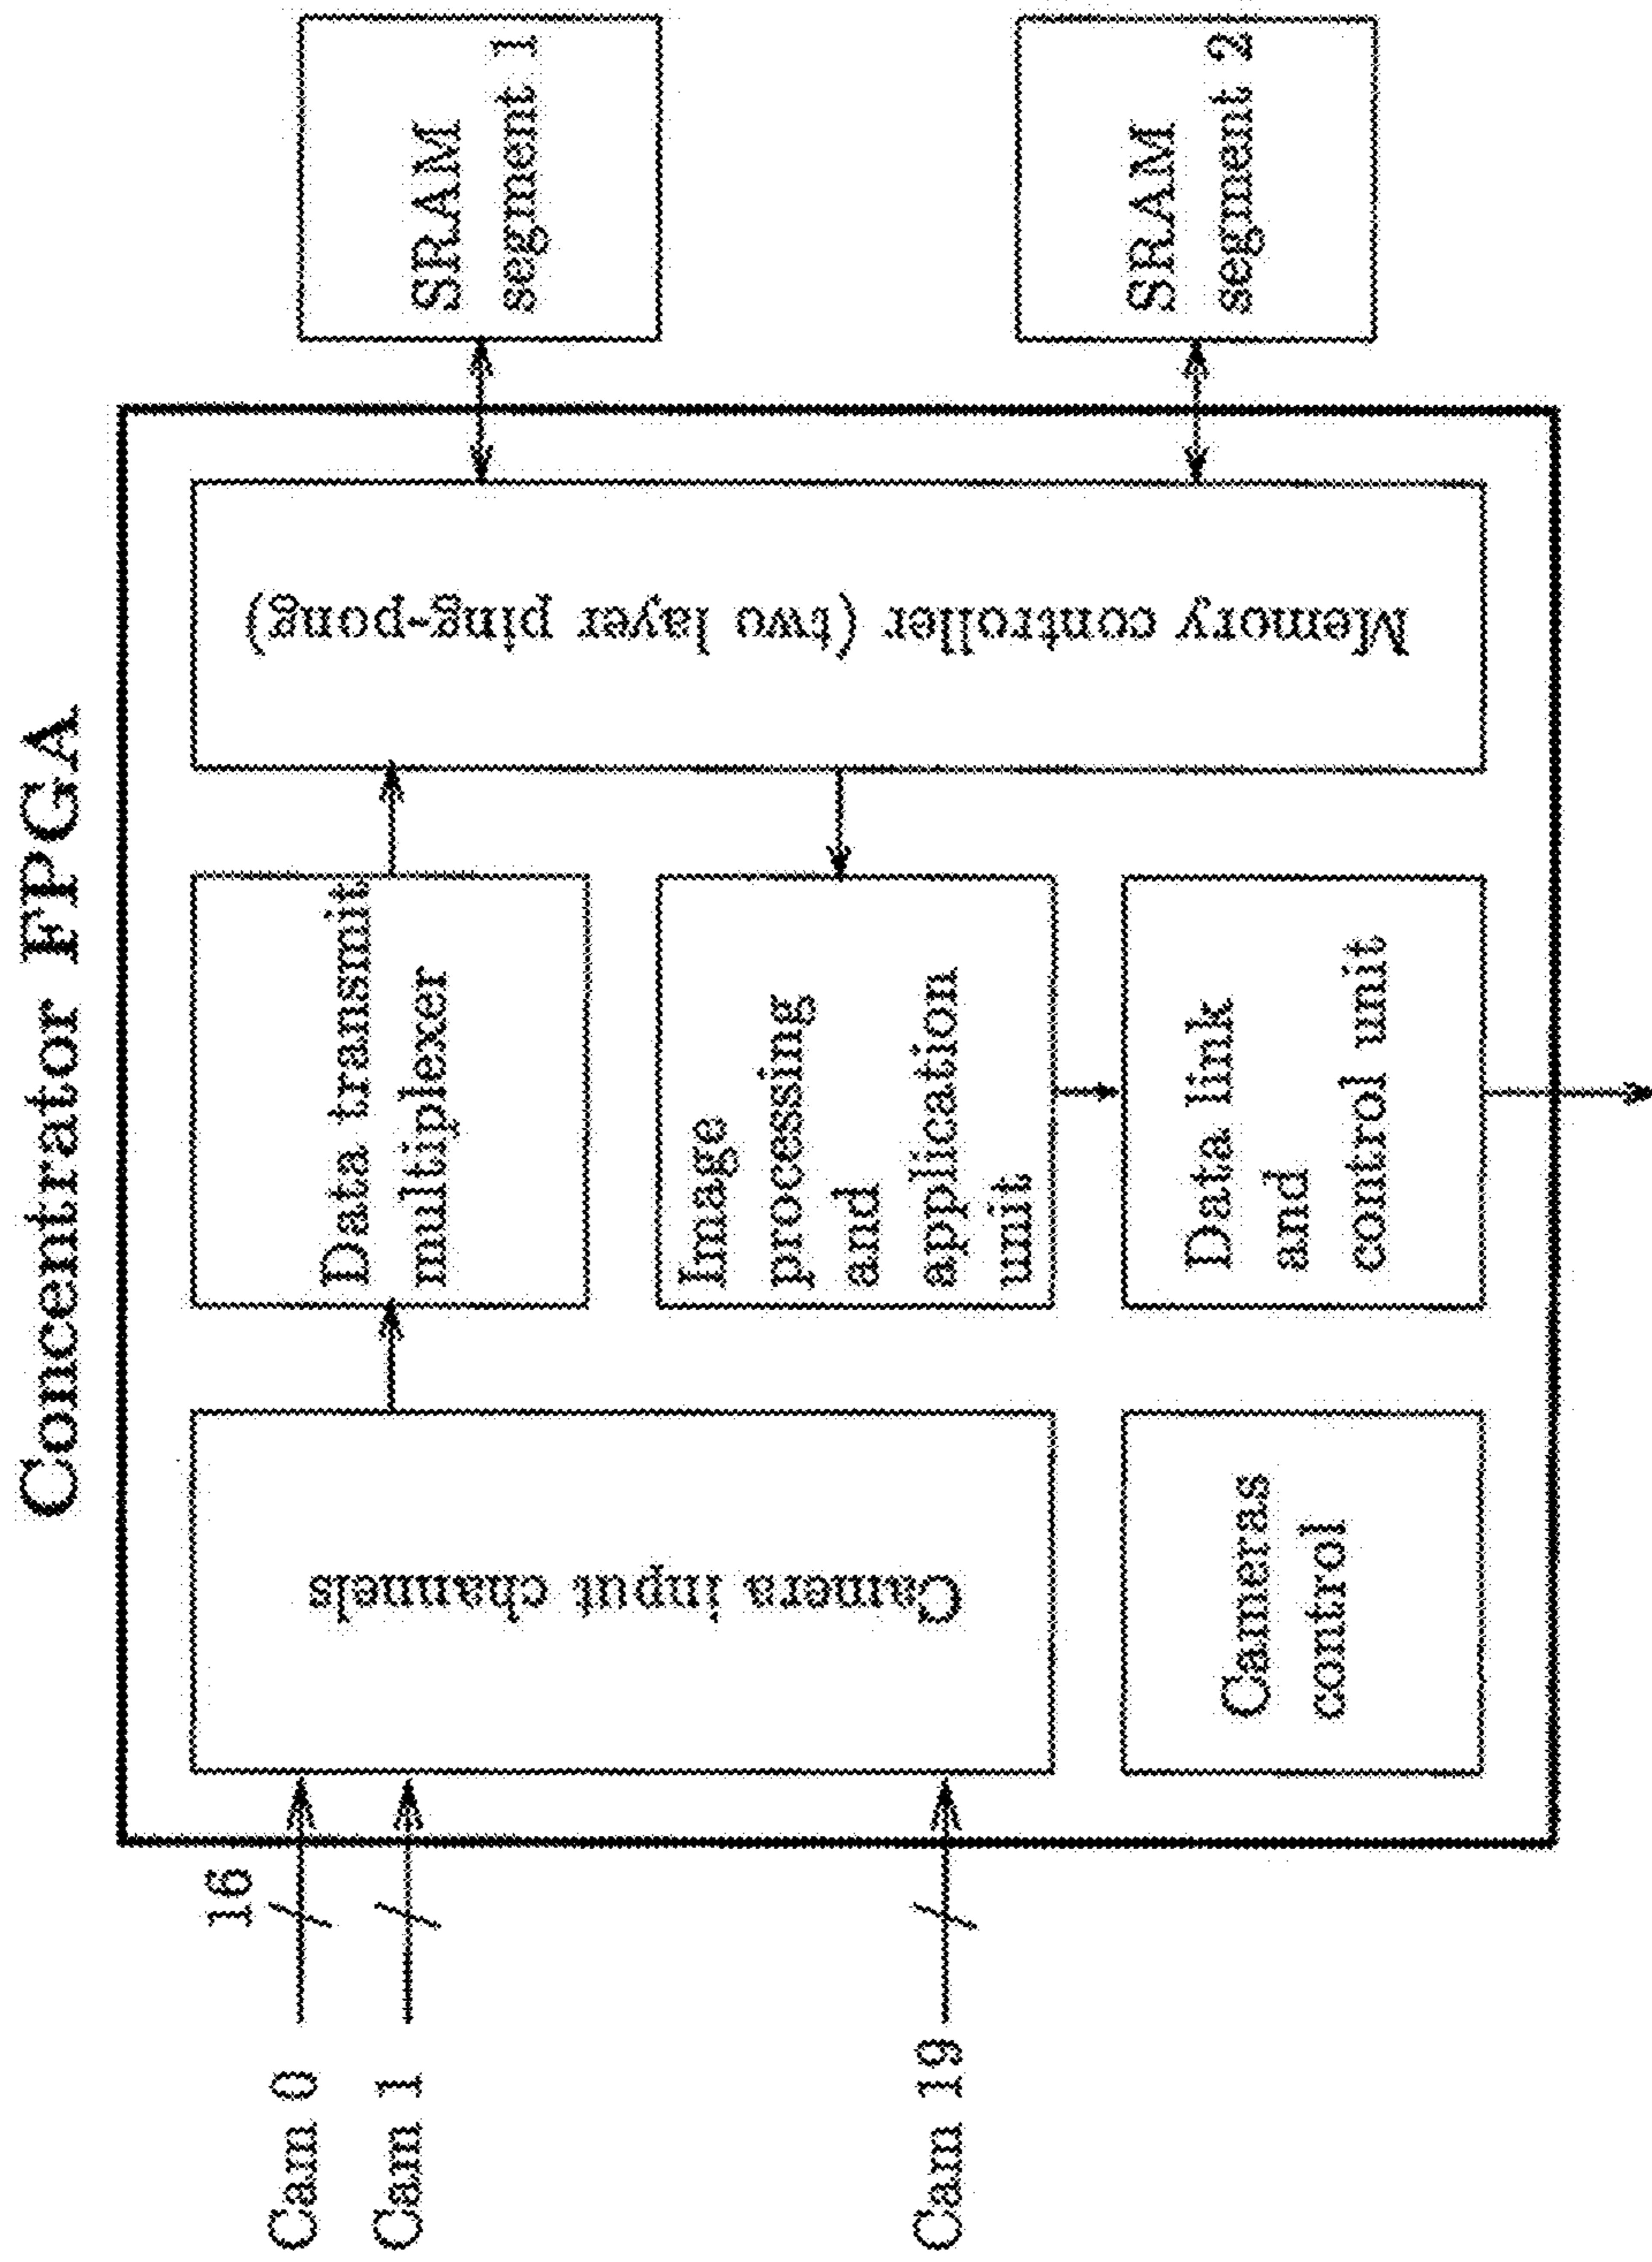 Concentrator FPGA
Cam 0
16
Cam 1
Cam 19
Camera input channels
Cameras
control
Data transmit
multiplexer
Image
processing
and
application
unit
Data link
and
control unit
Memory controller (two layer ping-pong)
SRAM
segment 1
SRAM
segment 2